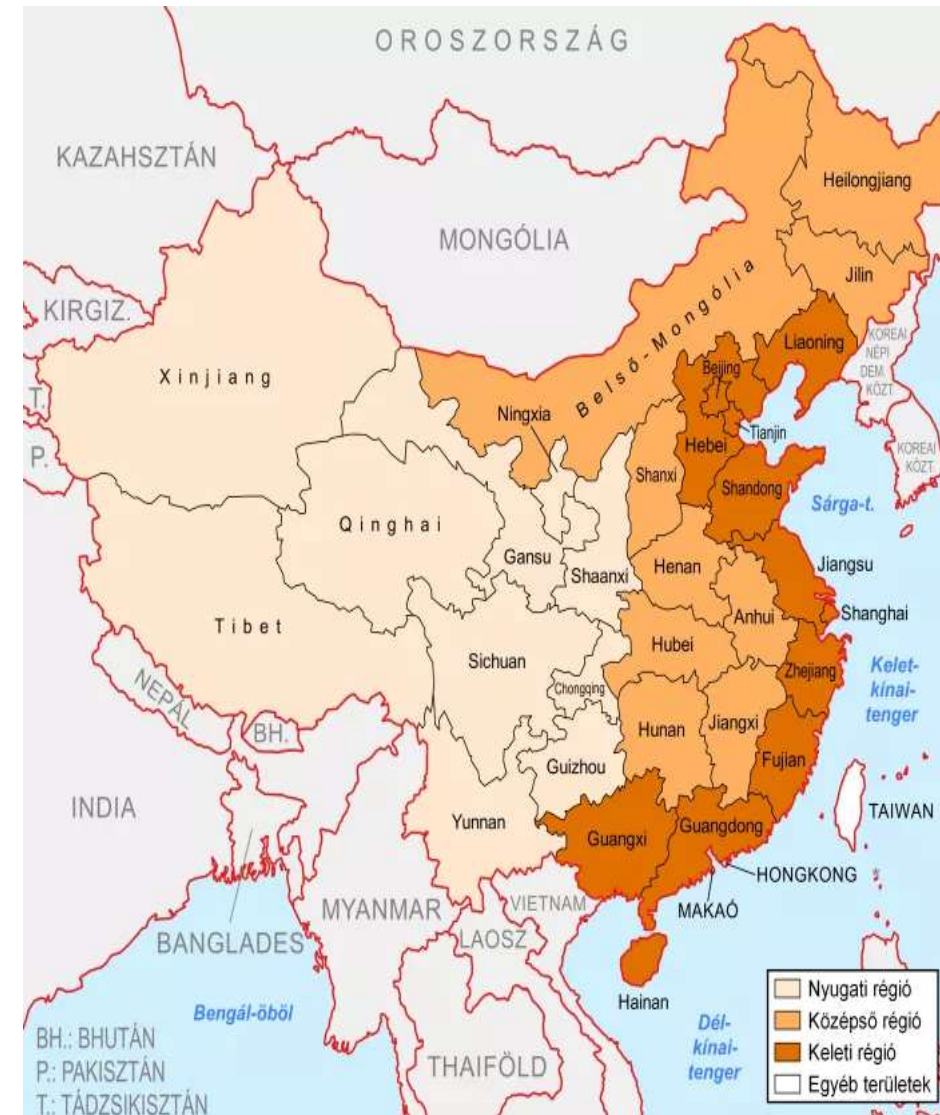 OROSZORSZÁG
KAZAHSZTÁN
Heilongjiang
MONGÓLIA
Jilin
KIRGIZ.
Belső-Mongólia
Liaoning
KOREAI
NÉPI
DEM.
KÖZT.
Xinjiang
Beijing
T.
Ningxia
Tianjin
Hebei
P.
KOREAI
KÖZT.
Shanxi
Shandong
Sárga-t.
Qinghai
Gansu
Henan
Jiangsu
Shaanxi
Anhui
Shanghai
Tibet
Hubei
Sichuan
Zhejiang
Kelet-
kínai-
tenger
NEPÁL
Chongqing
BH.
Hunan
Jiangxi
Fujian
Guizhou
INDIA
TAIWAN
Yunnan
Guangxi
Guangdong
HONGKONG
VIETNAM
MAKAÓ
MYANMAR
BANGLADES
LAOSZ
Hainan
Bengál-öböl
Dél-
kínai-
tenger
BH.: BHUTÁN
P.: PAKISZTÁN
T.: TÁDZSIKISZTÁN
THAIFÖLD
Nyugati régió
Középső régió
Keleti régió
Egyéb területek